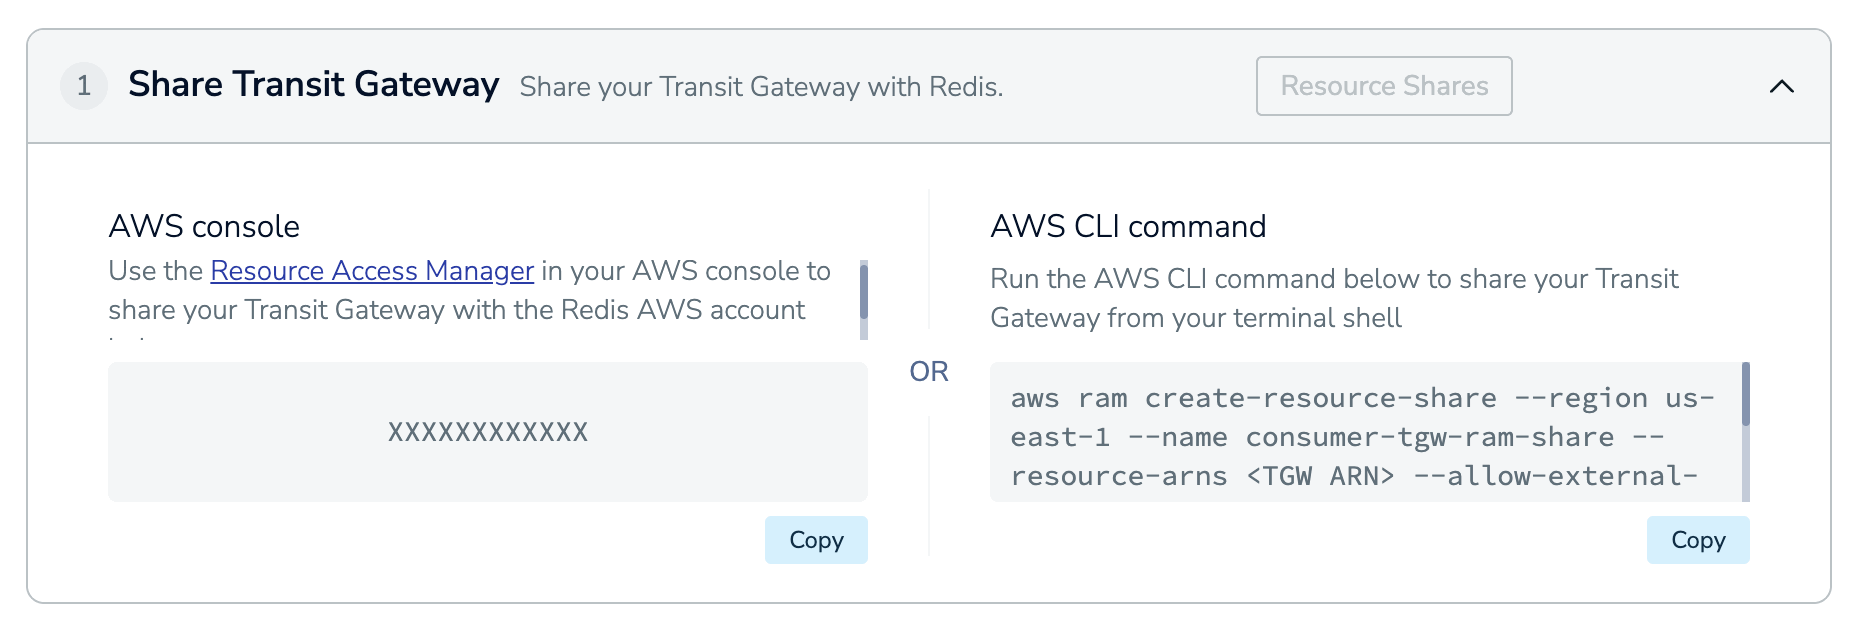 1 Share Transit Gateway Share your Transit Gateway with Redis. Resource Shares
AWS console
Use the Resource Access Manager in your AWS console to
share your Transit Gateway with the Redis AWS account
XXXXXXXXXXXX
Copy
OR
AWS CLI command
Run the AWS CLI command below to share your Transit
Gateway from your terminal shell
aws ram create-resource-share --region us-
east-1 --name consumer-tgw-ram-share --
resource-arns <TGW ARN> --allow-external-
Copy